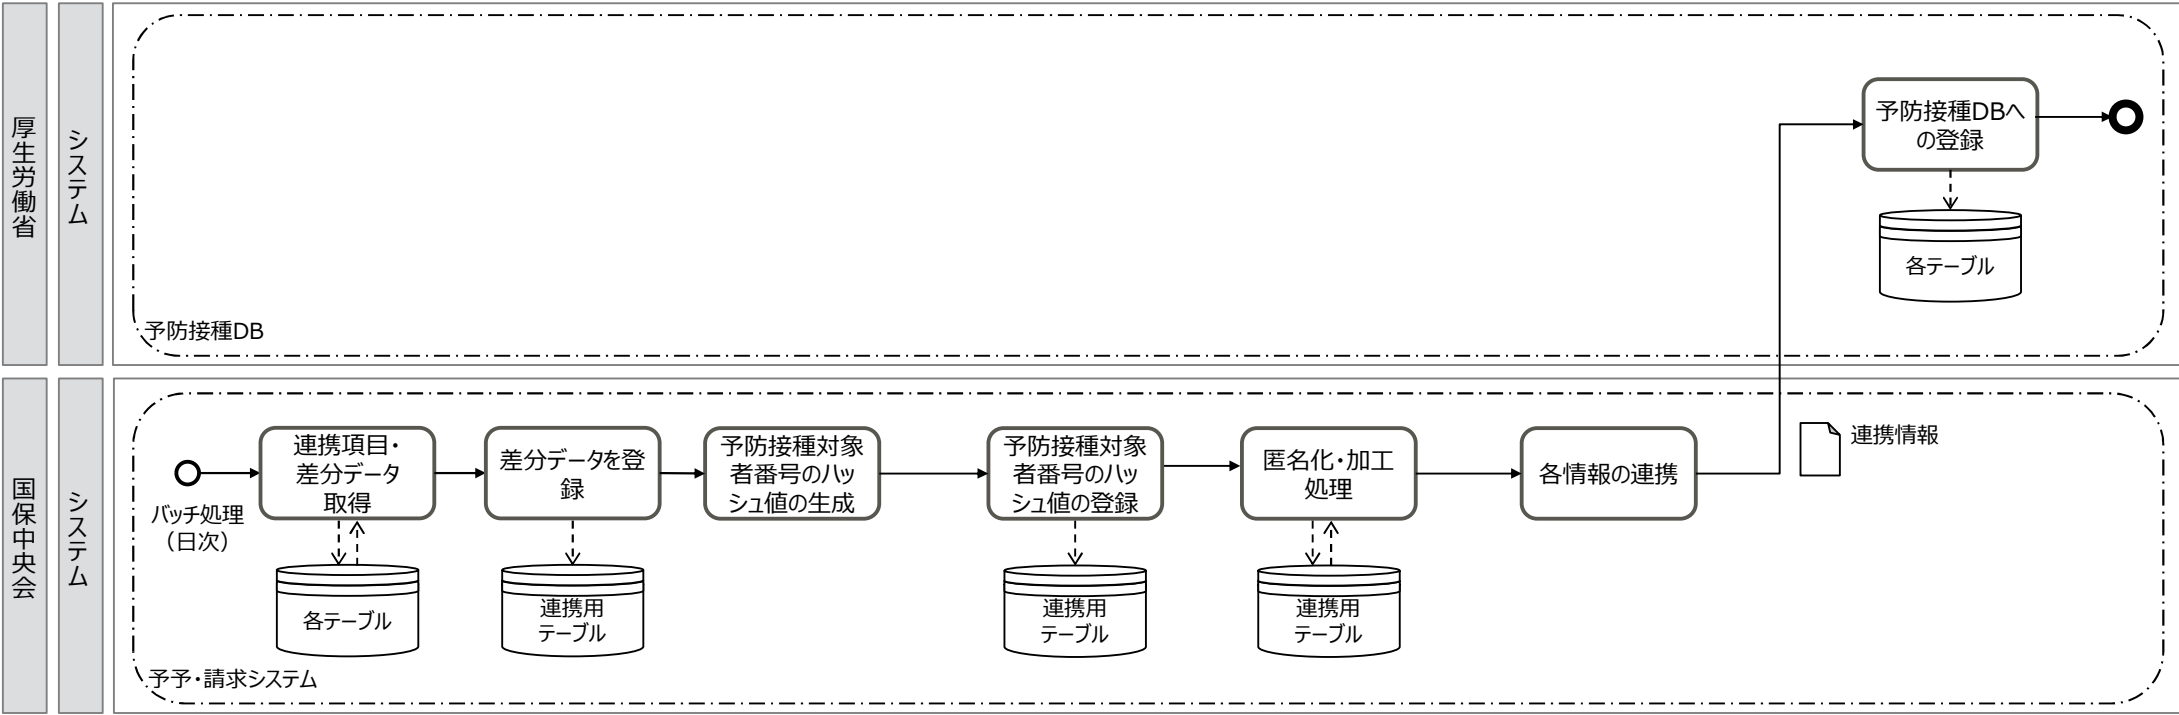 厚生労働省
システム
予防接種DBへ
の登録
各テーブル
予防接種DB
国保中央会
システム
バッチ処理
（日次）
連携項目・
差分データ
取得
各テーブル
差分データを登
録
連携用
テーブル
予防接種対象
者番号のハッ
シュ値の生成
予防接種対象
者番号のハッ
シュ値の登録
連携用
テーブル
匿名化・加工
処理
連携用
テーブル
各情報の連携
連携情報
予予・請求システム